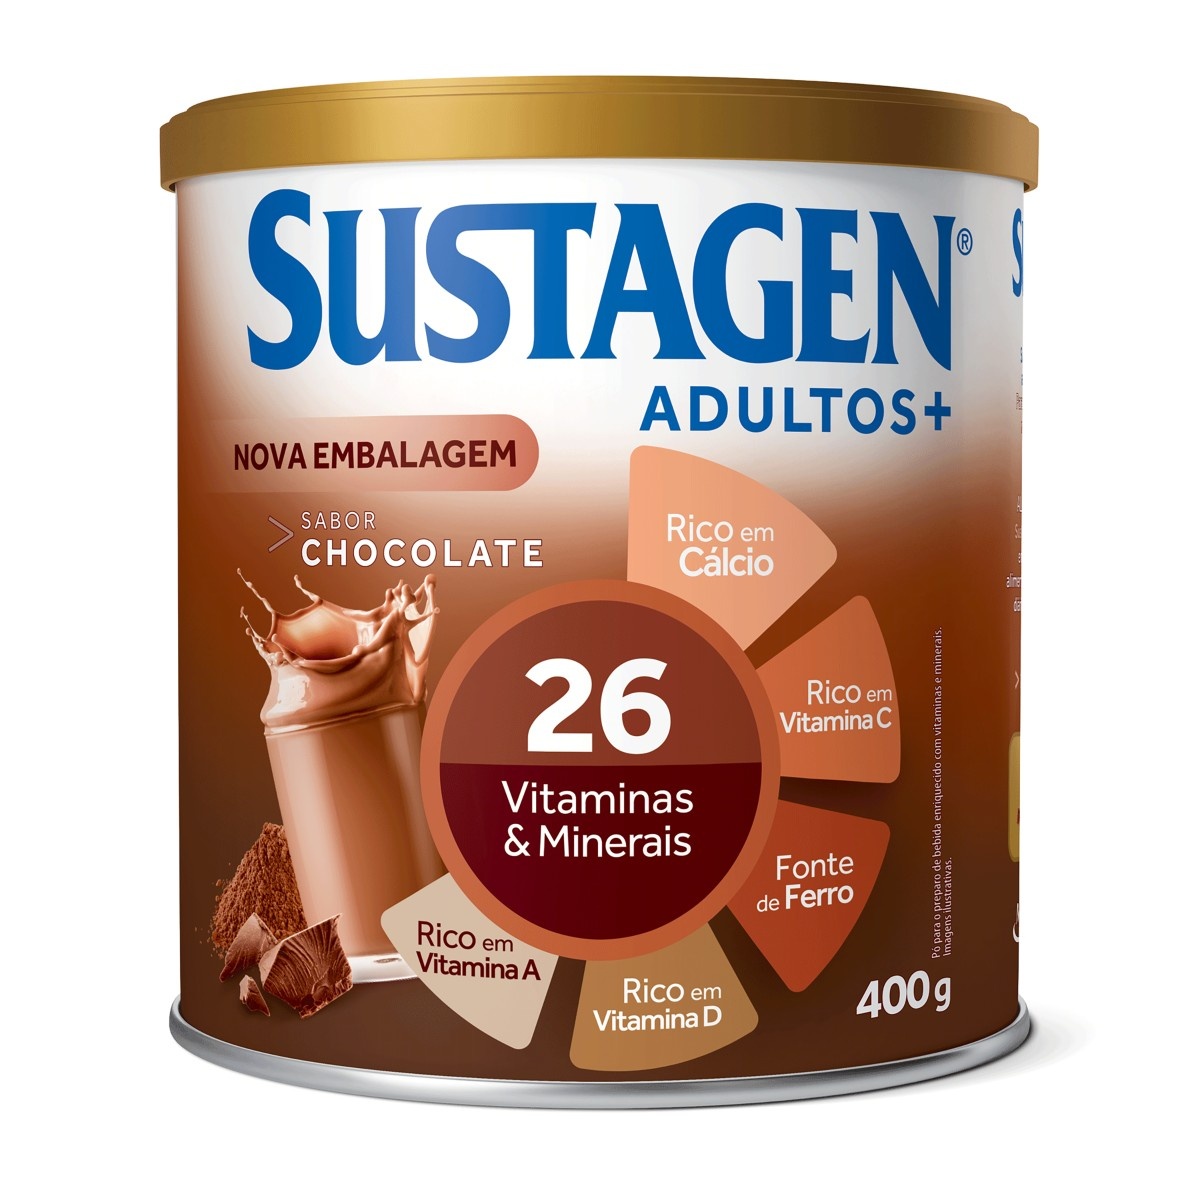 SUSTAGEN®
ADULTOS+
NOVA EMBALAGEM
> SABOR
CHOCOLATE
Rico em
Cálcio
Rico em
Vitamina C
Fonte
de Ferro
Rico em
Vitamina D
Rico em
Vitamina A
26
Vitaminas
& Minerais
Pó para o preparo de bebida enriquecido com vitaminas e minerais.
Imagens ilustrativas.
400g